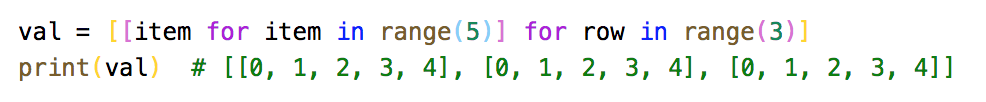 val = [[item for item in range(5)] for row in range(3)]
print(val)  # [[0, 1, 2, 3, 4], [0, 1, 2, 3, 4], [0, 1, 2, 3, 4]]